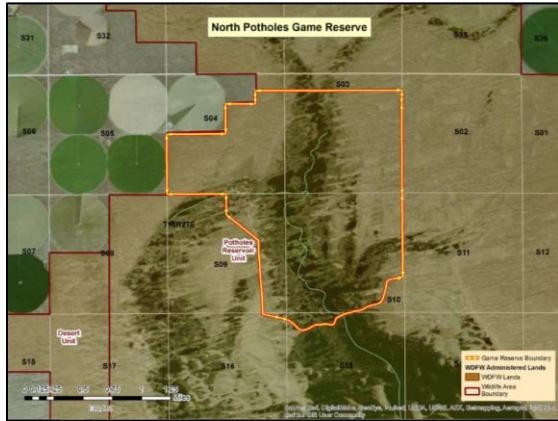 North Potholes Game Reserve
S31
S32
S35
S36
S03
S04
S02
S01
S06
S05
Potholes
Reservoir
Unit
S07
S08
S09
S11
S12
S10
Desert
Unit
S18
S17
S16
S15
Miles
Game Reserve Boundary
WDFW Administered Lands
WDFW Lands
Wildlife Area
Boundary